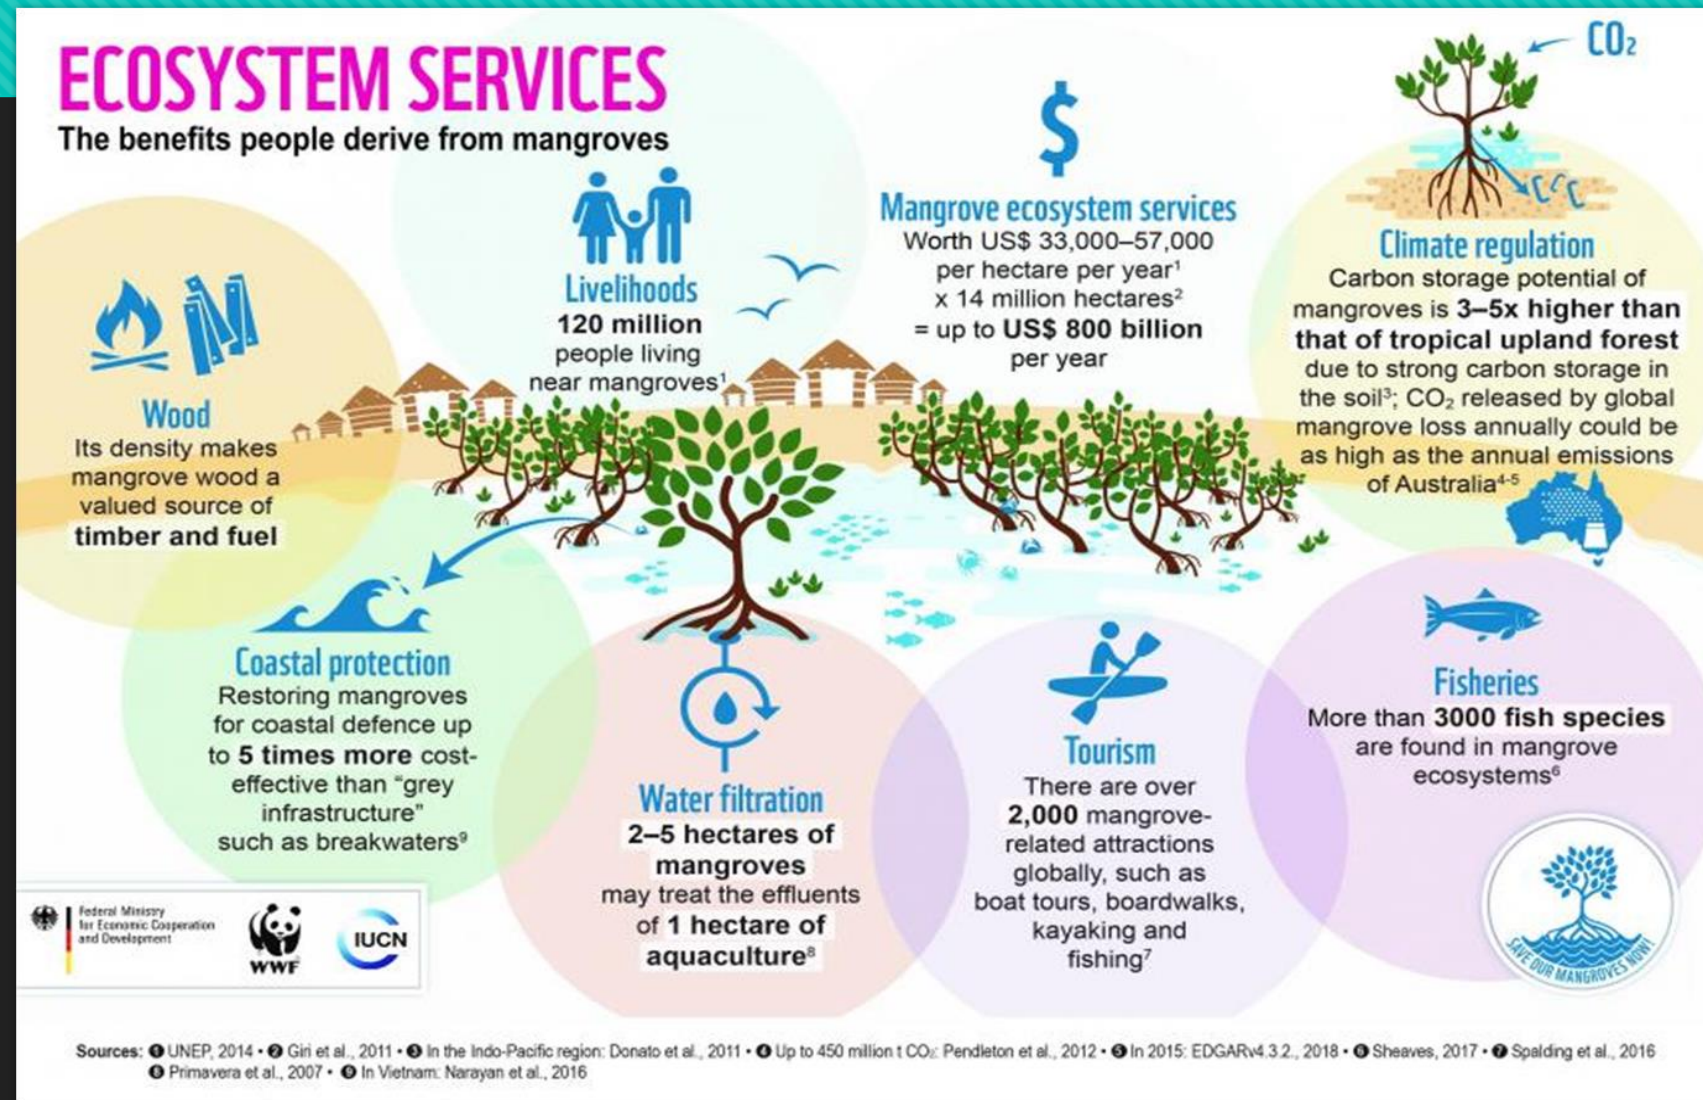 ECOSYSTEM SERVICES
The benefits people derive from mangroves
Wood
Its density makes
mangrove wood a
valued source of
timber and fuel
Livelihoods
120 million
people living
near mangroves¹
$
Mangrove ecosystem services
Worth US$ 33,000–57,000
per hectare per year¹
x 14 million hectares²
= up to US$ 800 billion
per year
CO₂
C C C
Climate regulation
Carbon storage potential of
mangroves is 3–5x higher than
that of tropical upland forest
due to strong carbon storage in
the soil³; CO₂ released by global
mangrove loss annually could be
as high as the annual emissions
of Australia⁴⁻⁵
Coastal protection
Restoring mangroves
for coastal defence up
to 5 times more cost-
effective than “grey
infrastructure”
such as breakwaters⁹
Water filtration
2–5 hectares of
mangroves
may treat the effluents
of 1 hectare of
aquaculture⁸
Tourism
There are over
2,000 mangrove-
related attractions
globally, such as
boat tours, boardwalks,
kayaking and
fishing⁷
Fisheries
More than 3000 fish species
are found in mangrove
ecosystems⁶
Federal Ministry
for Economic Cooperation
and Development
WWF
IUCN
SAVE OUR MANGROVES NOW!
Sources: ❶ UNEP, 2014 • ❷ Giri et al., 2011 • ❸ In the Indo-Pacific region: Donato et al., 2011 • ❹ Up to 450 million t CO₂: Pendleton et al., 2012 • ❺ In 2015: EDGARv4.3.2., 2018 • ❻ Sheaves, 2017 • ❼ Spalding et al., 2016
❽ Primavera et al., 2007 • ❾ In Vietnam: Narayan et al., 2016